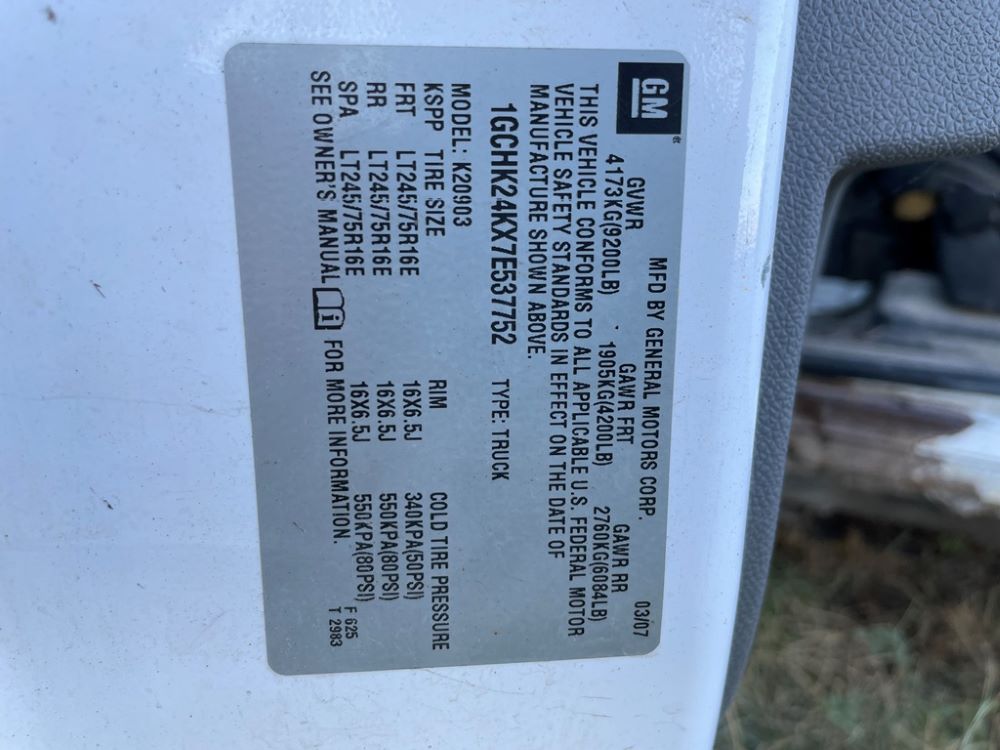 GM®
MFD BY GENERAL MOTORS CORP. 03/07
GVWR GAWR FRT GAWR RR
4173KG(9200LB) 1905KG(4200LB) 2760KG(6084LB)
THIS VEHICLE CONFORMS TO ALL APPLICABLE U.S. FEDERAL MOTOR
VEHICLE SAFETY STANDARDS IN EFFECT ON THE DATE OF
MANUFACTURE SHOWN ABOVE.
1GCHK24KX7E537752 TYPE: TRUCK
MODEL: K20903
KSPP TIRE SIZE RIM COLD TIRE PRESSURE
FRT LT245/75R16E 16X6.5J 340KPA(50PSI)
RR LT245/75R16E 16X6.5J 550KPA(80PSI)
SPA LT245/75R16E 16X6.5J 550KPA(80PSI)
SEE OWNER'S MANUAL i FOR MORE INFORMATION.
F 625
T 2983